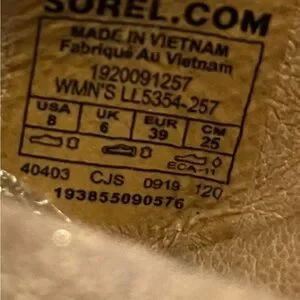 SOREL.COM
MADE IN VIETNAM
Fabriqué Au Vietnam
1920091257
WMN'S LL5354-257
USA UK EUR CM
8 6 39 25
ECA-11
40403 CJS 0919 120
193855090576